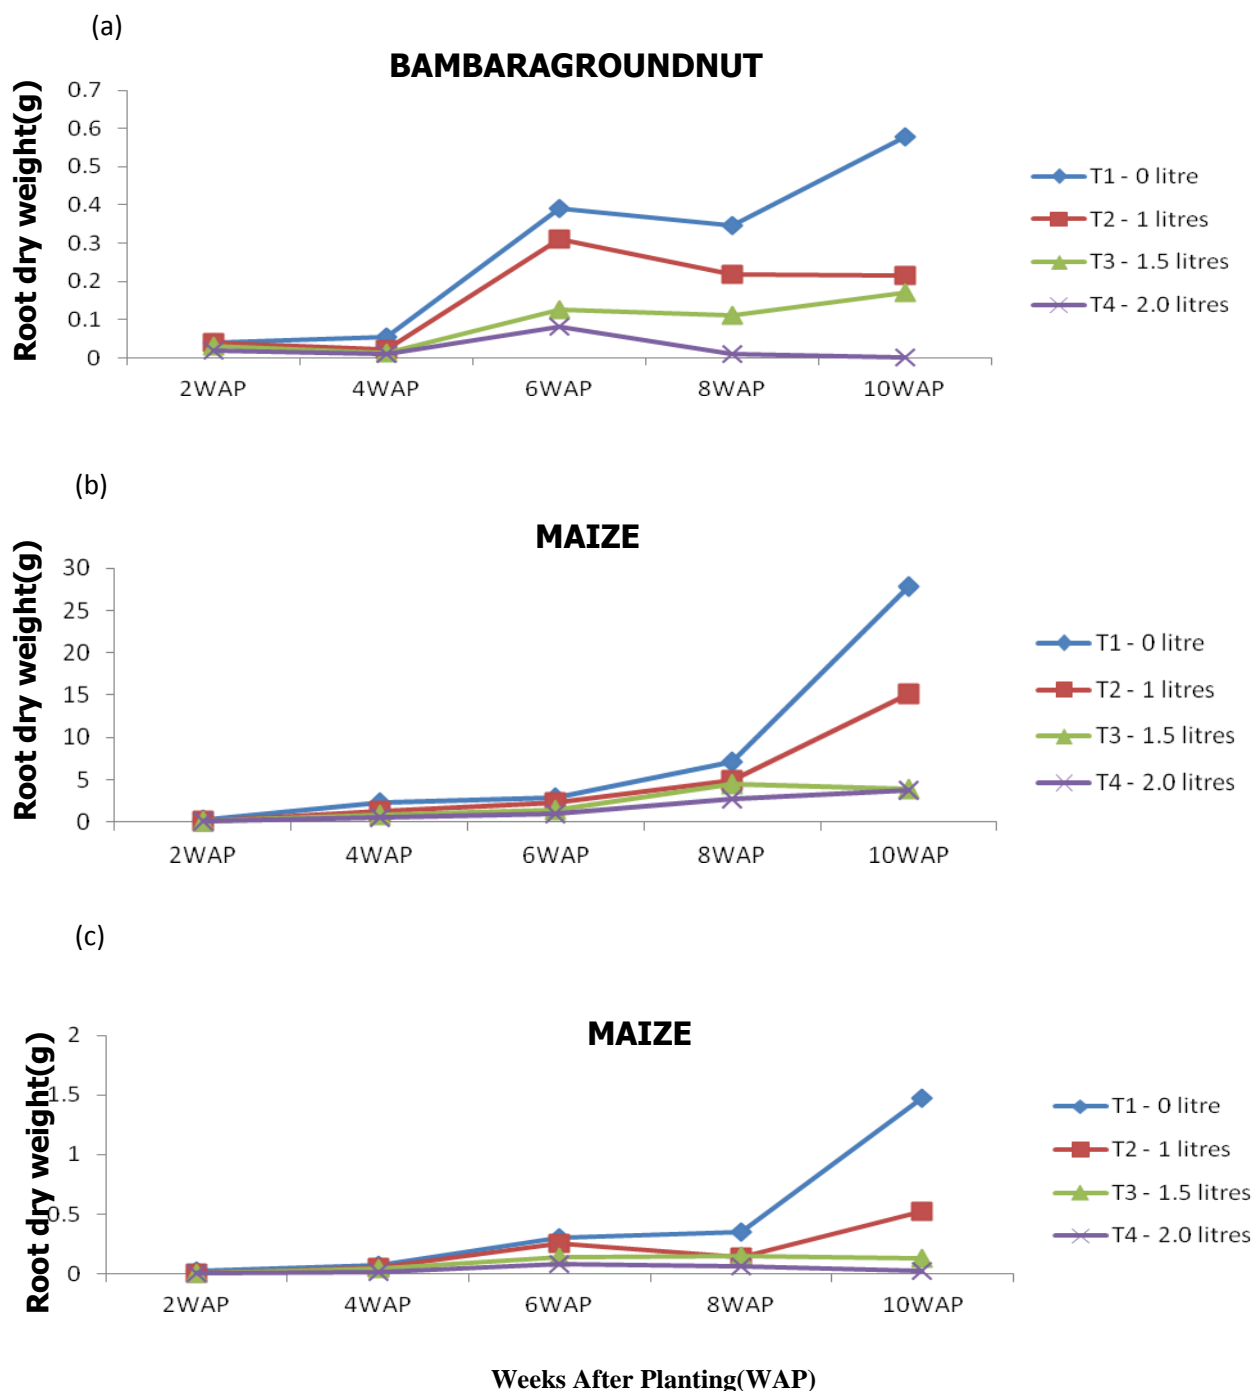 (a)
BAMBARAGROUNDNUT
Root dry weight(g)
0.7
0.6
0.5
0.4
0.3
0.2
0.1
0
2WAP 4WAP 6WAP 8WAP 10WAP
T1 - 0 litre
T2 - 1 litres
T3 - 1.5 litres
T4 - 2.0 litres
(b)
MAIZE
Root dry weight(g)
30
25
20
15
10
5
0
2WAP 4WAP 6WAP 8WAP 10WAP
T1 - 0 litre
T2 - 1 litres
T3 - 1.5 litres
T4 - 2.0 litres
(c)
MAIZE
Root dry weight(g)
2
1.5
1
0.5
0
2WAP 4WAP 6WAP 8WAP 10WAP
T1 - 0 litre
T2 - 1 litres
T3 - 1.5 litres
T4 - 2.0 litres
Weeks After Planting(WAP)